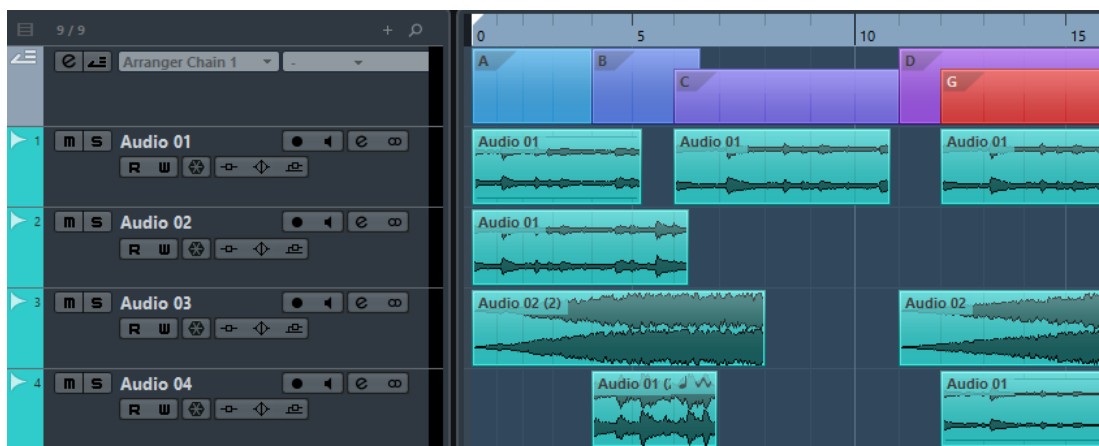 9 / 9 +
0 5 10 15
e Arranger Chain 1 -
A B C D G
1 m S Audio 01 e
R W
Audio 01 Audio 01 Audio 01
2 m S Audio 02 e
R W
Audio 01
3 m S Audio 03 e
R W
Audio 02 (2) Audio 02
4 m S Audio 04 e
R W
Audio 01 ( Audio 01